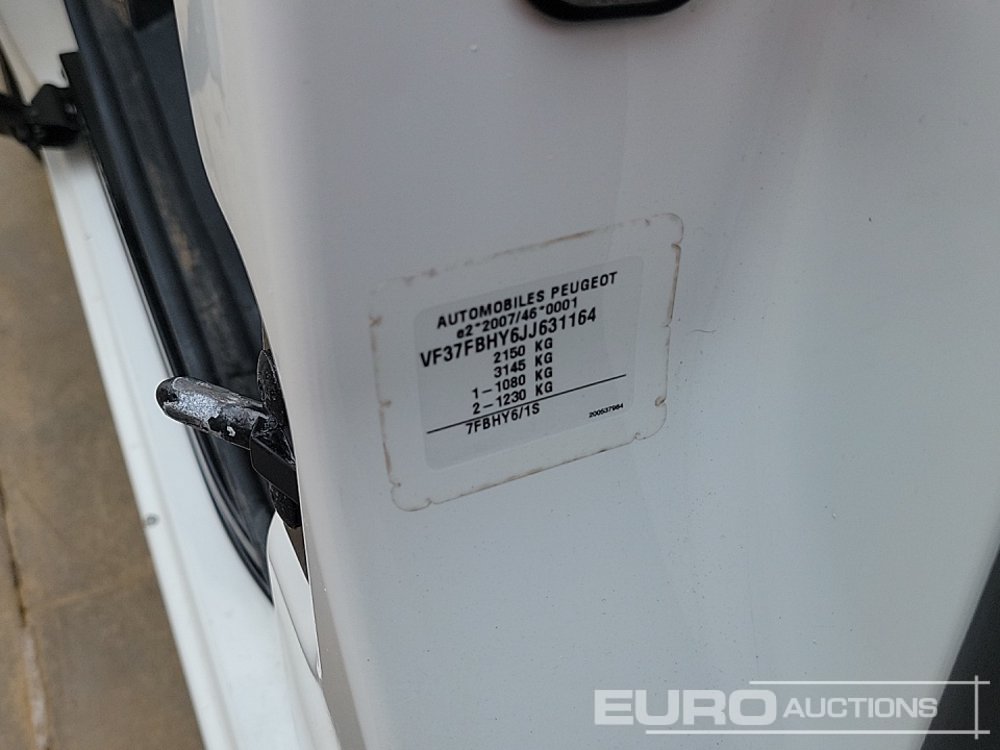 AUTOMOBILES PEUGEOT
e2*2007/46*0001
VF37FBHY6JJ631164
2150 KG
3145 KG
1-1080 KG
2-1230 KG
7FBHY6/1S 200537984
EURO AUCTIONS